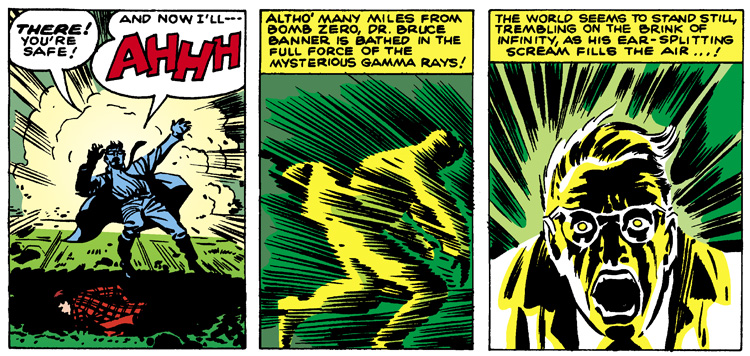 THERE!
YOU'RE
SAFE!
AND NOW I'LL---
AHHH
ALTHO' MANY MILES FROM
BOMB ZERO, DR. BRUCE
BANNER IS BATHED IN THE
FULL FORCE OF THE
MYSTERIOUS GAMMA RAYS!
THE WORLD SEEMS TO STAND STILL,
TREMBLING ON THE BRINK OF
INFINITY, AS HIS EAR-SPLITTING
SCREAM FILLS THE AIR...!